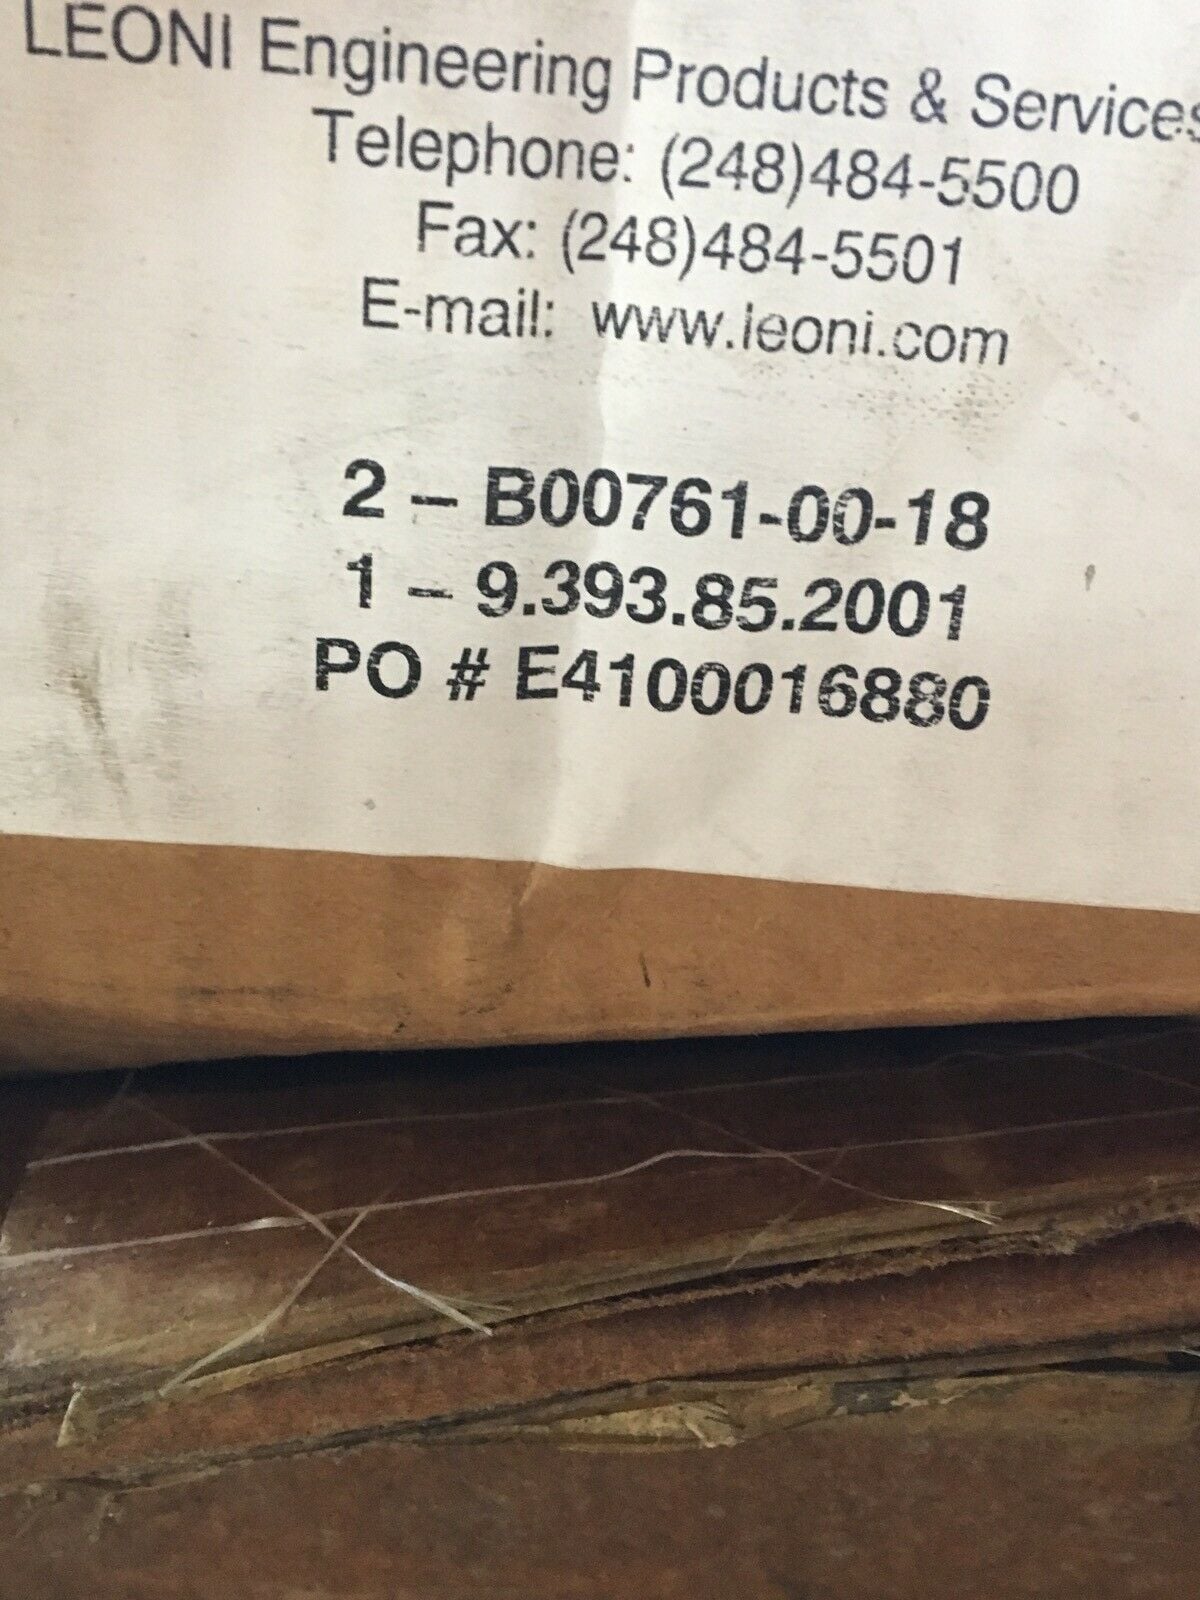 LEONI Engineering Products & Services
Telephone: (248)484-5500
Fax: (248)484-5501
E-mail: www.leoni.com
2 – B00761-00-18
1 – 9.393.85.2001
PO # E4100016880